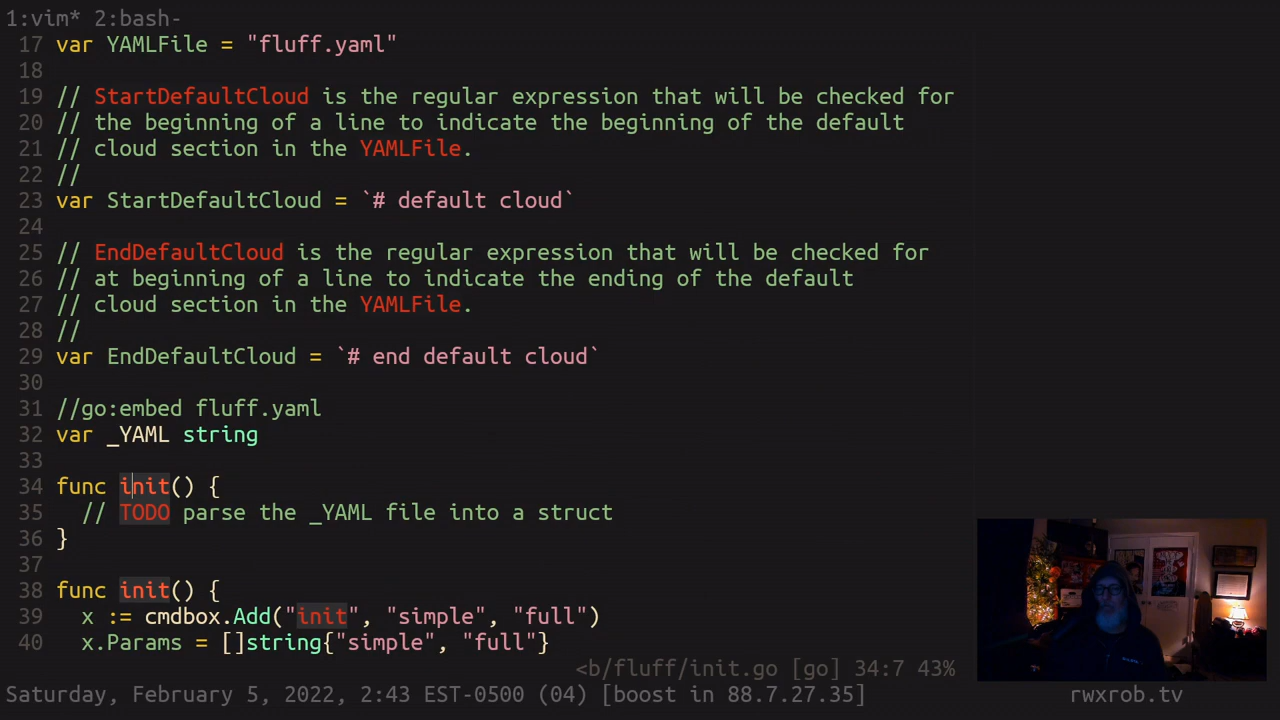 1:vim* 2:bash-
17 var YAMLFile = "fluff.yaml"
18
19 // StartDefaultCloud is the regular expression that will be checked for
20 // the beginning of a line to indicate the beginning of the default
21 // cloud section in the YAMLFile.
22 //
23 var StartDefaultCloud = `# default cloud`
24
25 // EndDefaultCloud is the regular expression that will be checked for
26 // at beginning of a line to indicate the ending of the default
27 // cloud section in the YAMLFile.
28 //
29 var EndDefaultCloud = `# end default cloud`
30
31 //go:embed fluff.yaml
32 var _YAML string
33
34 func init() {
35   // TODO parse the _YAML file into a struct
36 }
37
38 func init() {
39   x := cmdbox.Add("init", "simple", "full")
40   x.Params = []string{"simple", "full"}
<b/fluff/init.go [go] 34:7 43%
Saturday, February 5, 2022, 2:43 EST-0500 (04) [boost in 88.7.27.35]
rwxrob.tv